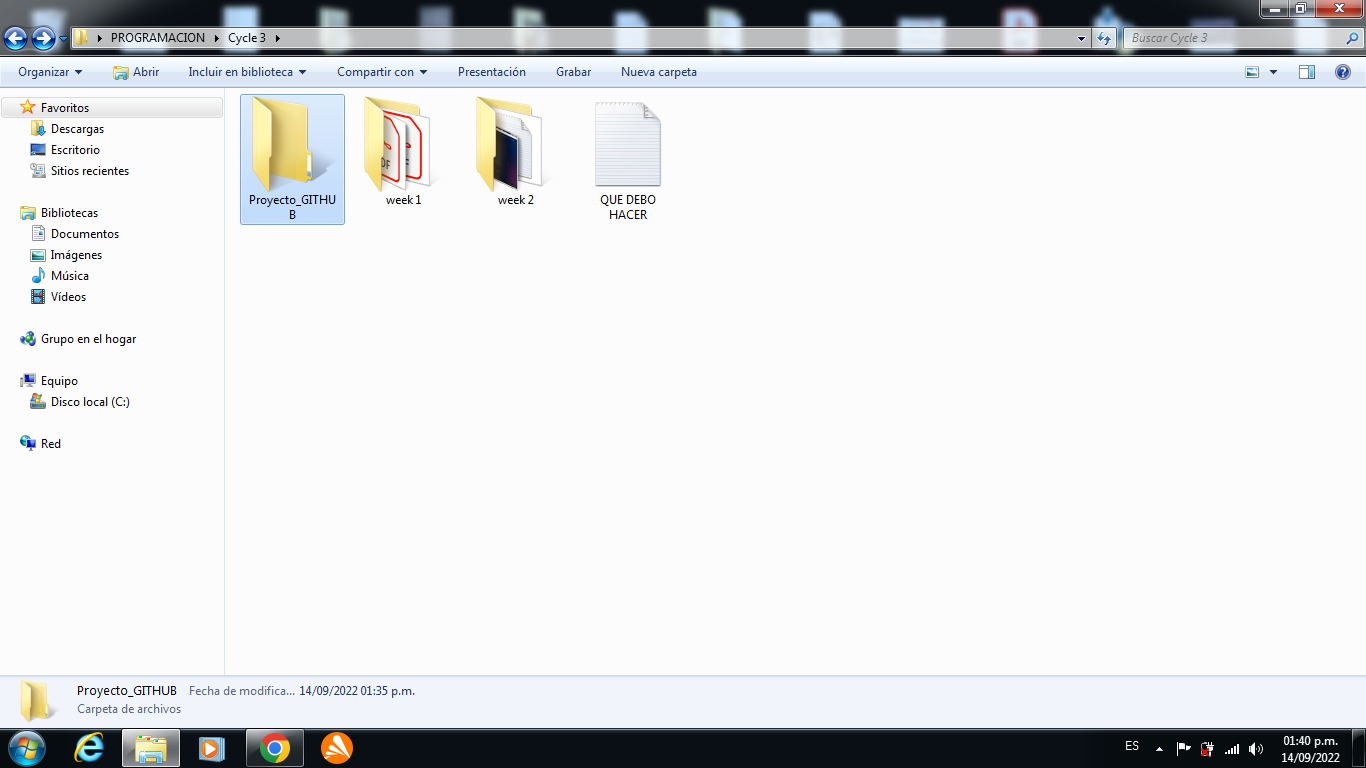 PROGRAMACION Cycle 3
Buscar Cycle 3
Organizar Abrir Incluir en biblioteca Compartir con Presentación Grabar Nueva carpeta
Favoritos
Descargas
Escritorio
Sitios recientes
Bibliotecas
Documentos
Imágenes
Música
Vídeos
Grupo en el hogar
Equipo
Disco local (C:)
Red
Proyecto_GITHU
B
week 1
week 2
QUE DEBO
HACER
Proyecto_GITHUB Fecha de modifica... 14/09/2022 01:35 p.m.
Carpeta de archivos
ES
01:40 p.m.
14/09/2022